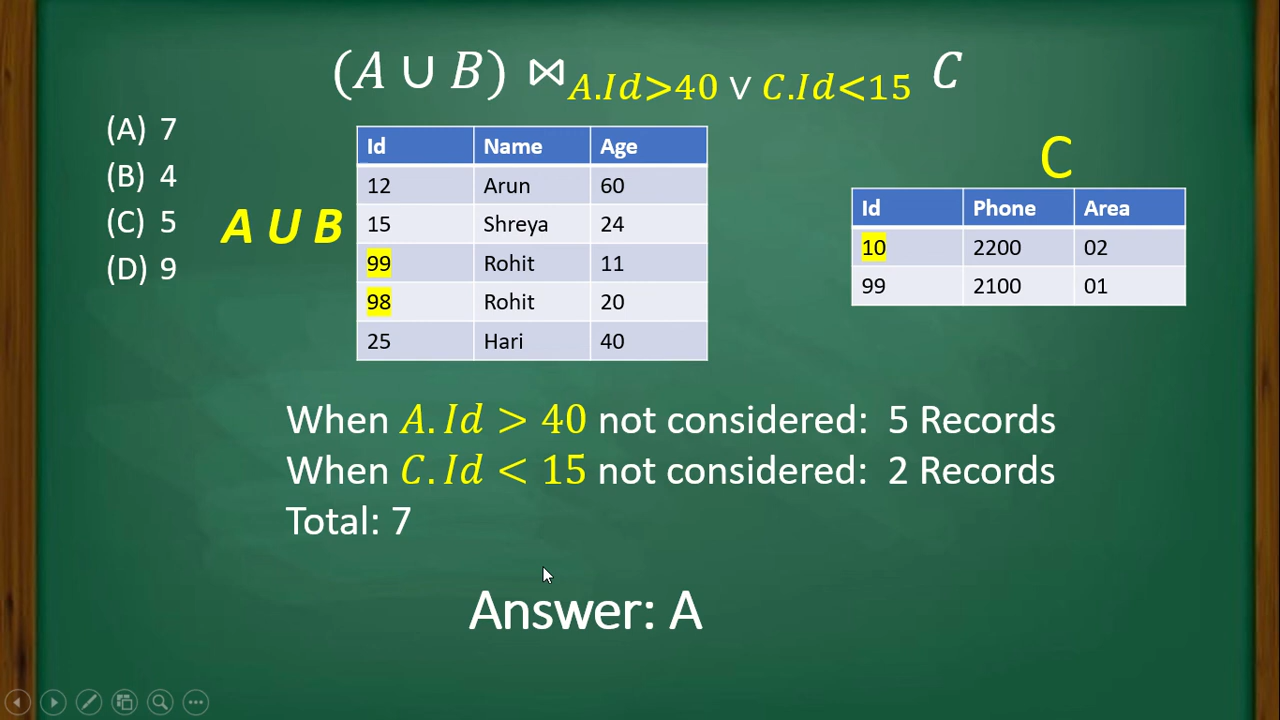 (A ∪ B) ⋈ A.Id>40 ∨ C.Id<15 C
(A) 7
(B) 4
(C) 5
(D) 9
A U B
Id Name Age
12 Arun 60
15 Shreya 24
99 Rohit 11
98 Rohit 20
25 Hari 40
C
Id Phone Area
10 2200 02
99 2100 01
When A.Id > 40 not considered: 5 Records
When C.Id < 15 not considered: 2 Records
Total: 7
Answer: A